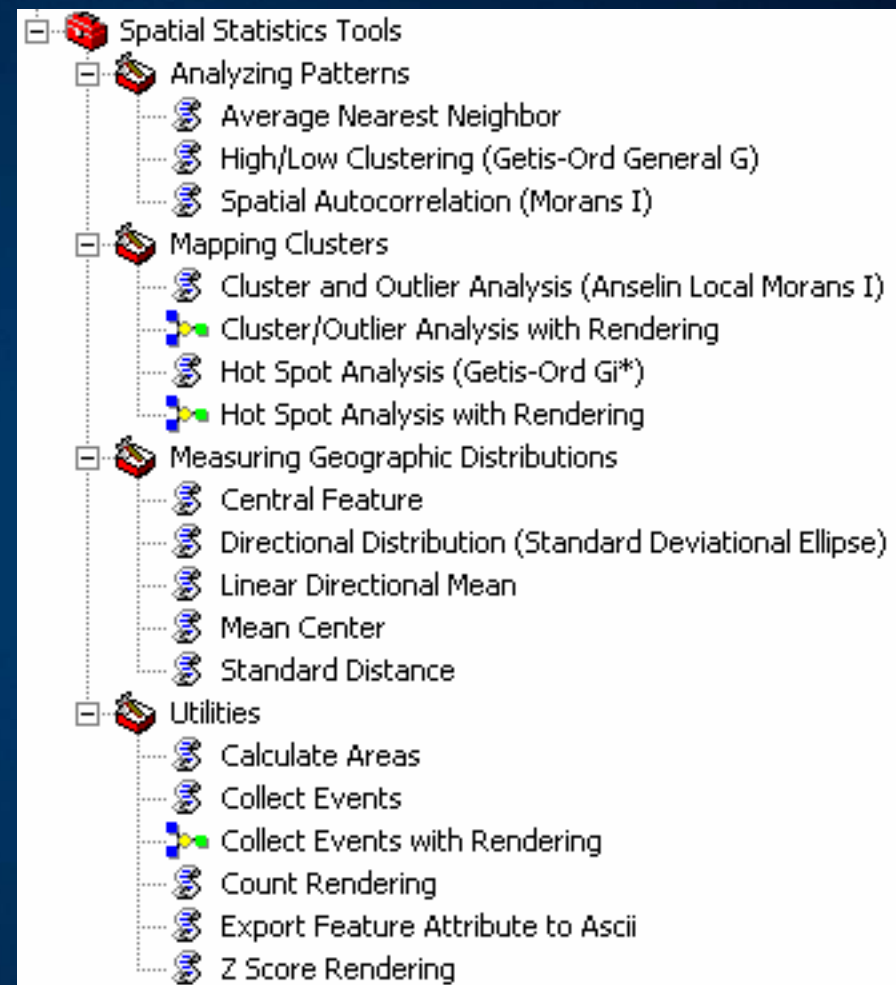 Spatial Statistics Tools
Analyzing Patterns
Average Nearest Neighbor
High/Low Clustering (Getis-Ord General G)
Spatial Autocorrelation (Morans I)
Mapping Clusters
Cluster and Outlier Analysis (Anselin Local Morans I)
Cluster/Outlier Analysis with Rendering
Hot Spot Analysis (Getis-Ord Gi*)
Hot Spot Analysis with Rendering
Measuring Geographic Distributions
Central Feature
Directional Distribution (Standard Deviational Ellipse)
Linear Directional Mean
Mean Center
Standard Distance
Utilities
Calculate Areas
Collect Events
Collect Events with Rendering
Count Rendering
Export Feature Attribute to Ascii
Z Score Rendering